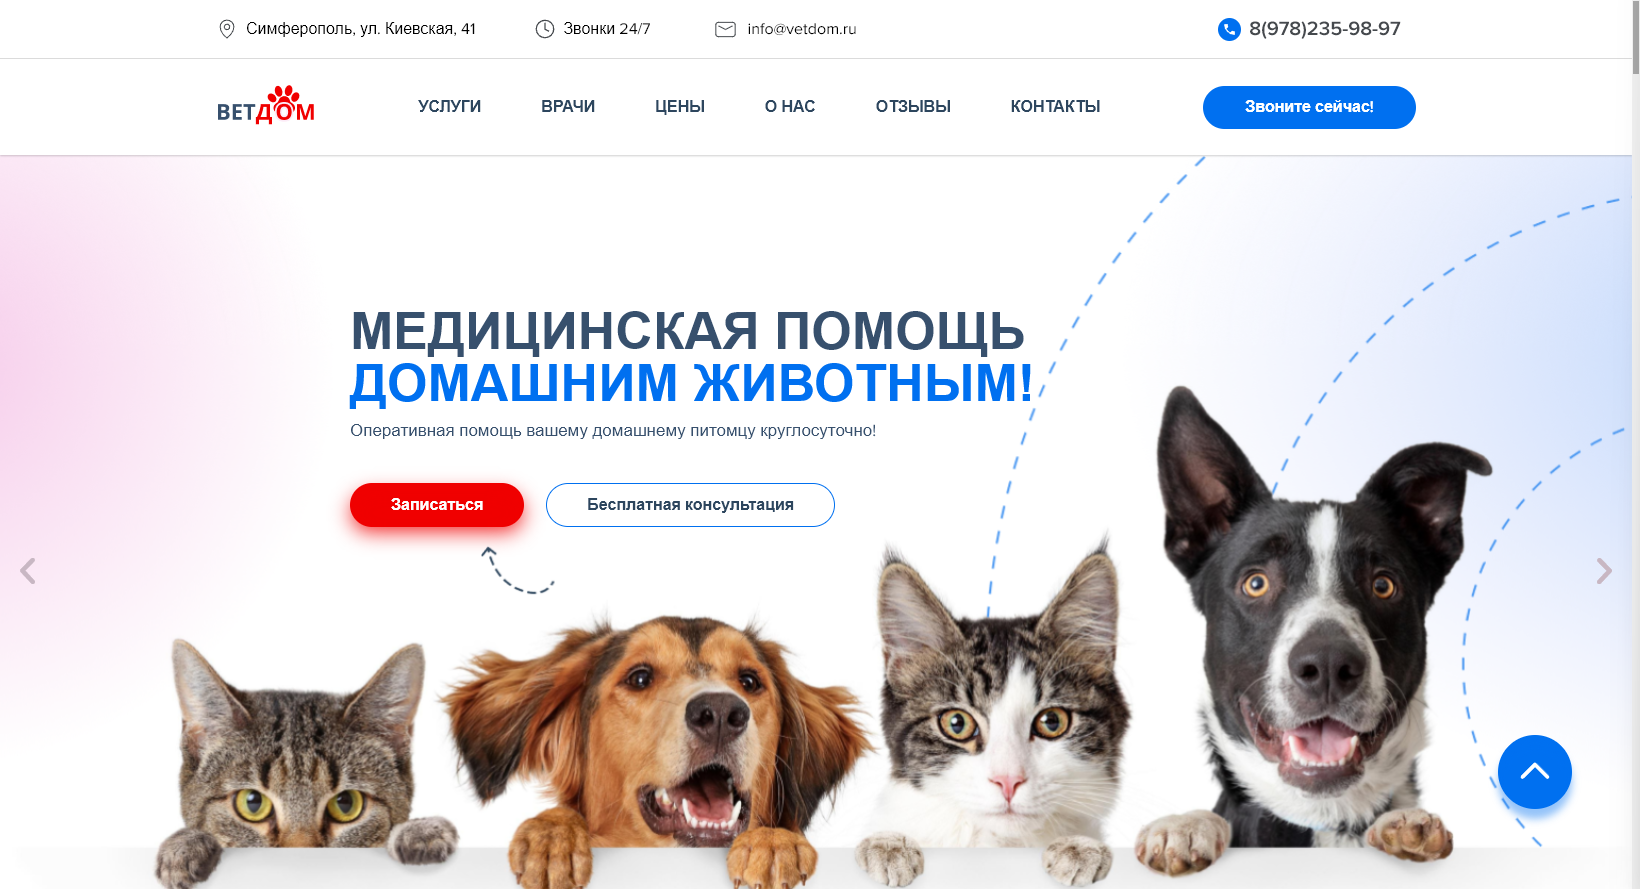 Симферополь, ул. Киевская, 41
Звонки 24/7
info@vetdom.ru
8(978)235-98-97
ВЕТДОМ
УСЛУГИ
ВРАЧИ
ЦЕНЫ
О НАС
ОТЗЫВЫ
КОНТАКТЫ
Звоните сейчас!
МЕДИЦИНСКАЯ ПОМОЩЬ
ДОМАШНИМ ЖИВОТНЫМ!
Оперативная помощь вашему домашнему питомцу круглосуточно!
Записаться
Бесплатная консультация